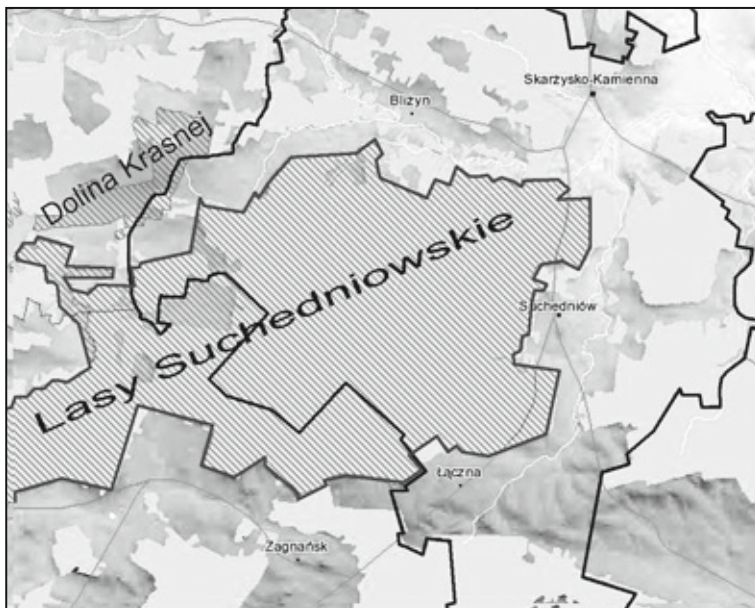 Skarżysko-Kamienna
Bliżyn
Dolina Krasnej
Lasy Suchedniowskie
Suchedniów
Łączna
Zagnańsk